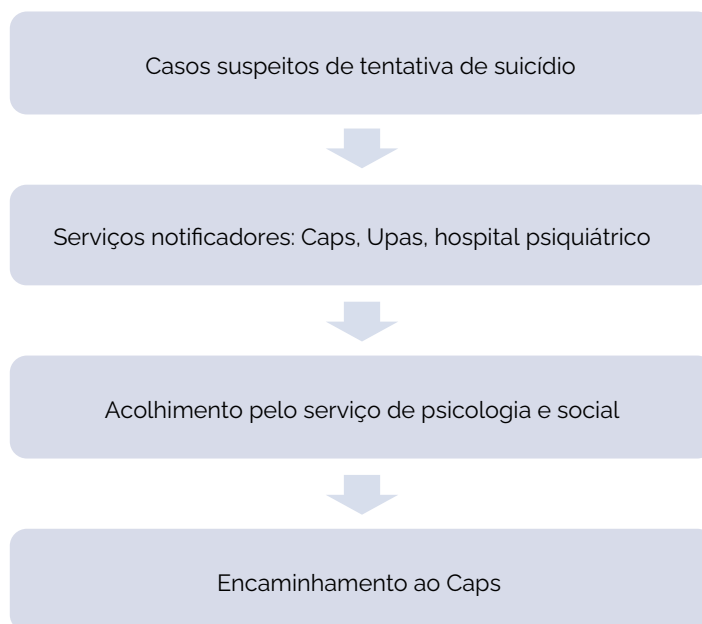 Casos suspeitos de tentativa de suicídio
Serviços notificadores: Caps, Upas, hospital psiquiátrico
Acolhimento pelo serviço de psicologia e social
Encaminhamento ao Caps